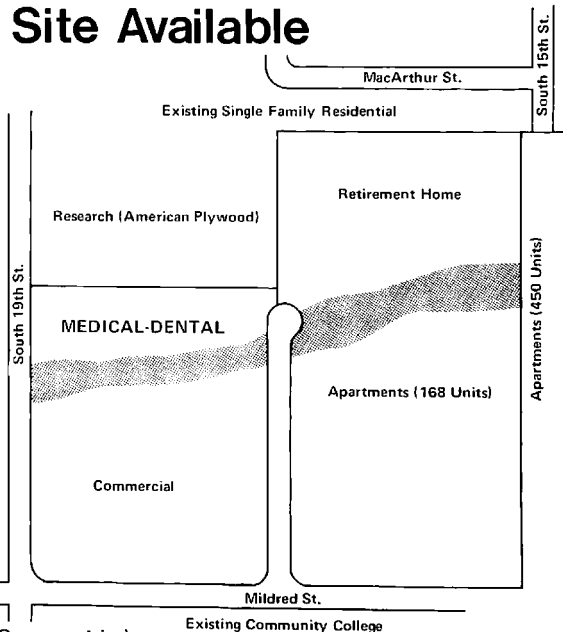 Site Available
South 15th St.
MacArthur St.
Existing Single Family Residential
Retirement Home
Research (American Plywood)
South 19th St.
Apartments (450 Units)
MEDICAL-DENTAL
Apartments (168 Units)
Commercial
Mildred St.
Existing Community College